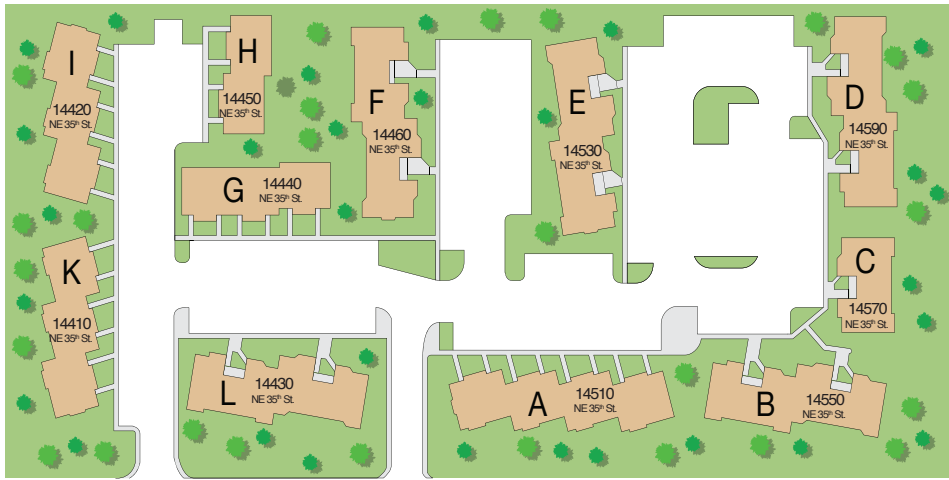 I
14420
NE 35th St.
H
14450
NE 35th St.
F
14460
NE 35th St.
E
14530
NE 35th St.
D
14590
NE 35th St.
G
14440
NE 35th St.
K
14410
NE 35th St.
C
14570
NE 35th St.
L
14430
NE 35th St.
A
14510
NE 35th St.
B
14550
NE 35th St.